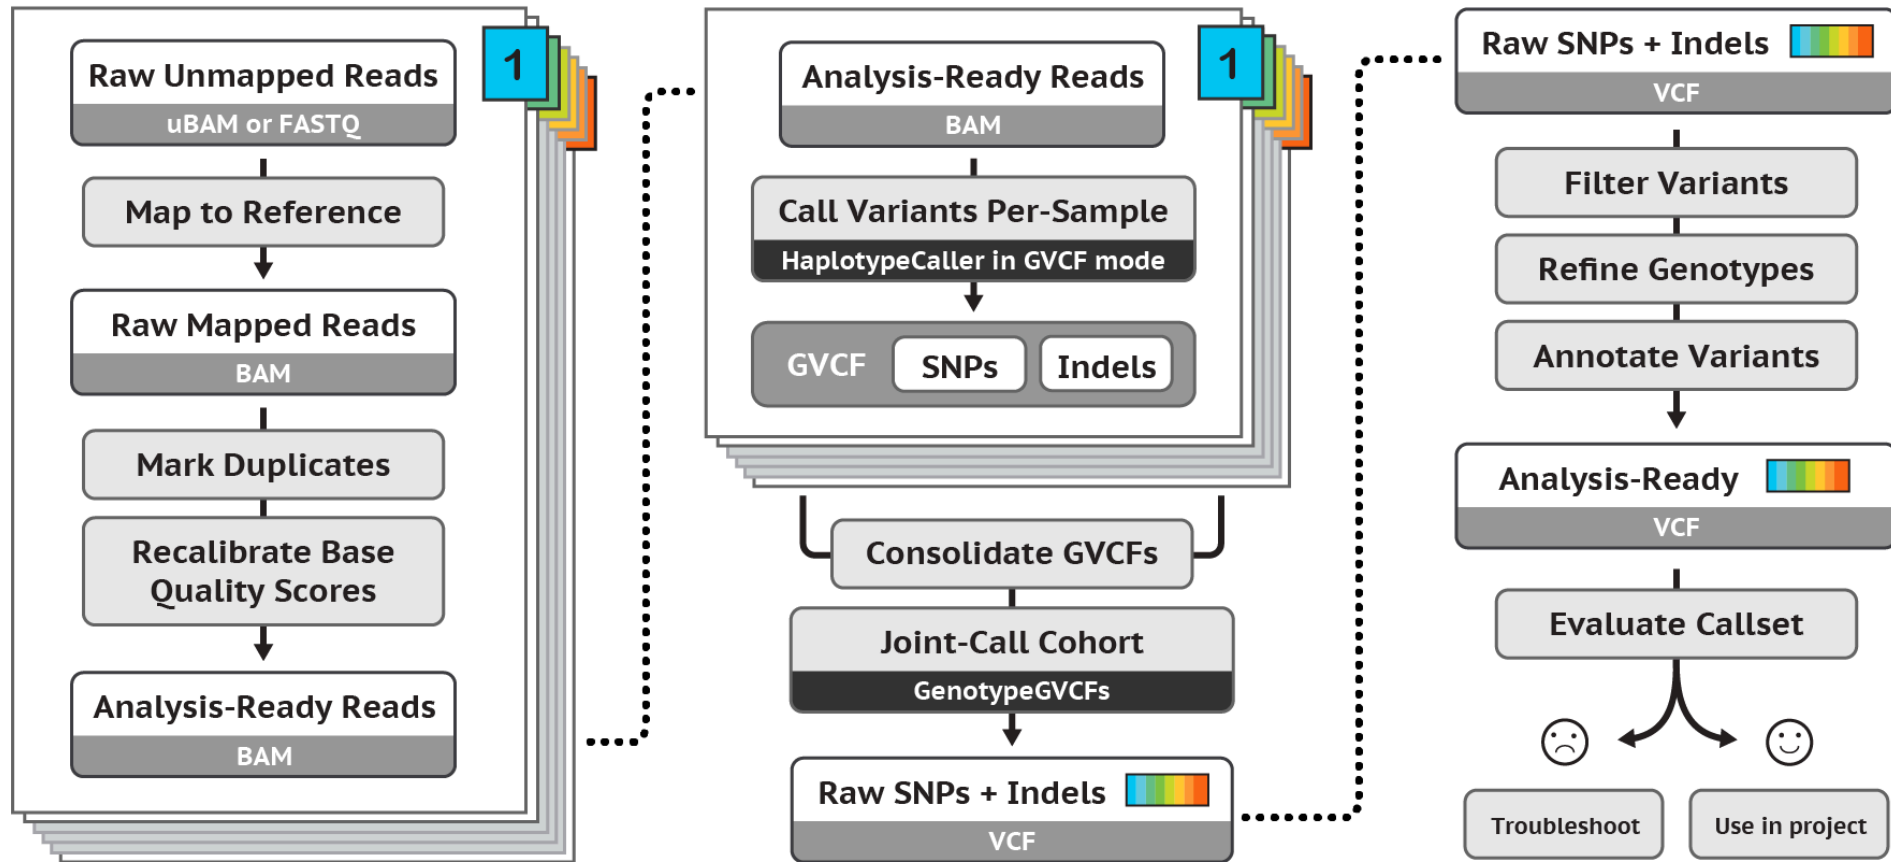 1
Raw Unmapped Reads
uBAM or FASTQ
Map to Reference
Raw Mapped Reads
BAM
Mark Duplicates
Recalibrate Base
Quality Scores
Analysis-Ready Reads
BAM
1
Analysis-Ready Reads
BAM
Call Variants Per-Sample
HaplotypeCaller in GVCF mode
GVCF SNPs Indels
Consolidate GVCFs
Joint-Call Cohort
GenotypeGVCFs
Raw SNPs + Indels
VCF
Raw SNPs + Indels
VCF
Filter Variants
Refine Genotypes
Annotate Variants
Analysis-Ready
VCF
Evaluate Callset
Troubleshoot
Use in project